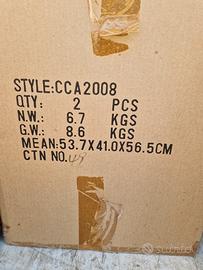 STYLE:CCA2008
QTY: 2 PCS
N.W.: 6.7 KGS
G.W.: 8.6 KGS
MEAN:53.7X41.0X56.5CM
CTN NO.